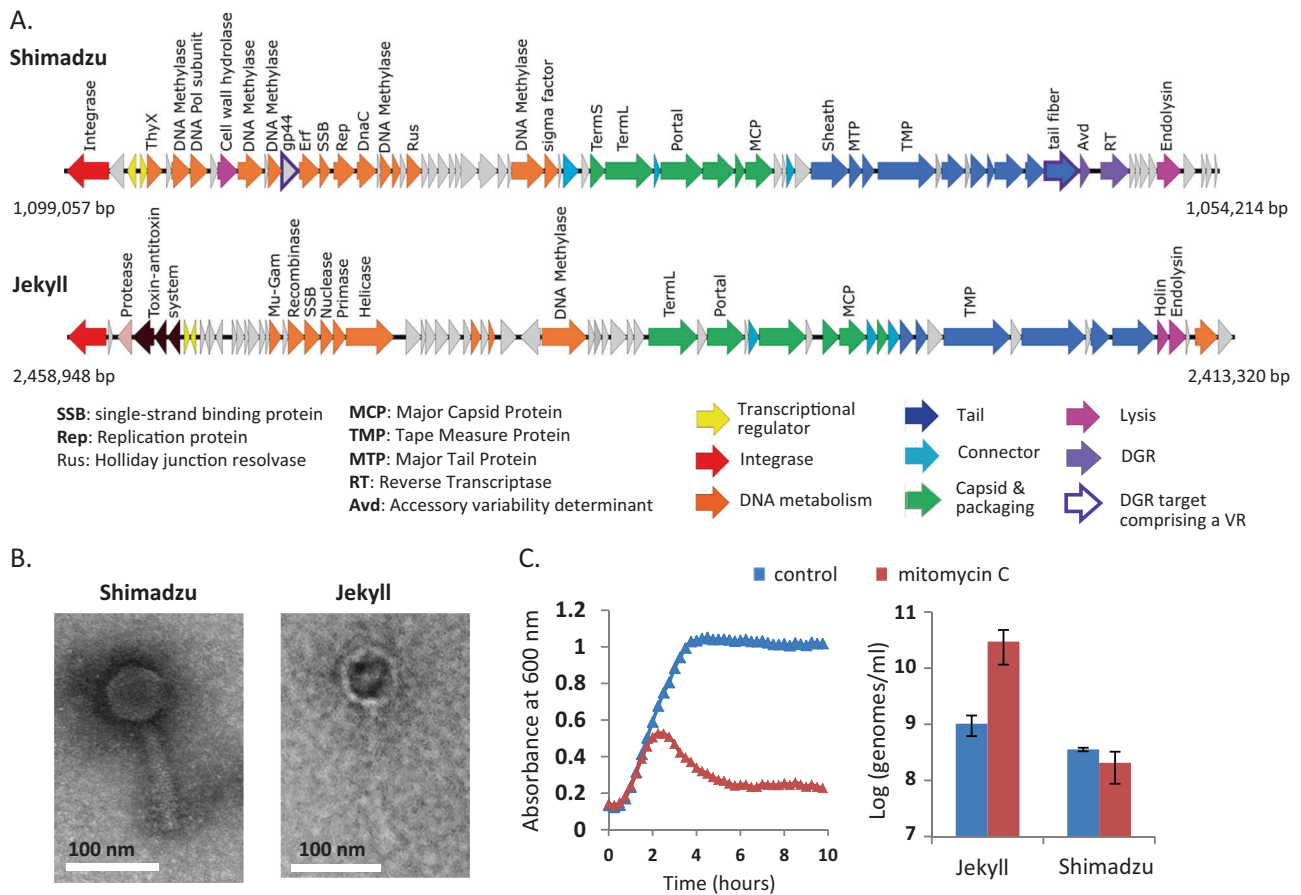 A.
Shimadzu
Integrase
ThyX
DNA Methylase
DNA Pol subunit
Cell wall hydrolase
DNA Methylase
DNA Methylase
gp44
Erf
SSB
Rep
DnaC
DNA Methylase
Rus
DNA Methylase
sigma factor
TermS
TermL
Portal
MCP
Sheath
MTP
TMP
tail fiber
Avd
RT
Endolysin
1,099,057 bp
1,054,214 bp
Jekyll
Protease
Toxin-antitoxin
system
Mu-Gam
Recombinase
SSB
Nuclease
Primase
Helicase
DNA Methylase
TermL
Portal
MCP
TMP
Holin
Endolysin
2,458,948 bp
2,413,320 bp
SSB: single-strand binding protein
Rep: Replication protein
Rus: Holliday junction resolvase
MCP: Major Capsid Protein
TMP: Tape Measure Protein
MTP: Major Tail Protein
RT: Reverse Transcriptase
Avd: Accessory variability determinant
Transcriptional
regulator
Integrase
DNA metabolism
Tail
Connector
Capsid &
packaging
Lysis
DGR
DGR target
comprising a VR
B.
Shimadzu
100 nm
Jekyll
100 nm
C.
control
mitomycin C
Absorbance at 600 nm
1.2
1
0.8
0.6
0.4
0.2
0
0 2 4 6 8 10
Time (hours)
Log (genomes/ml)
11
10
9
8
7
Jekyll Shimadzu